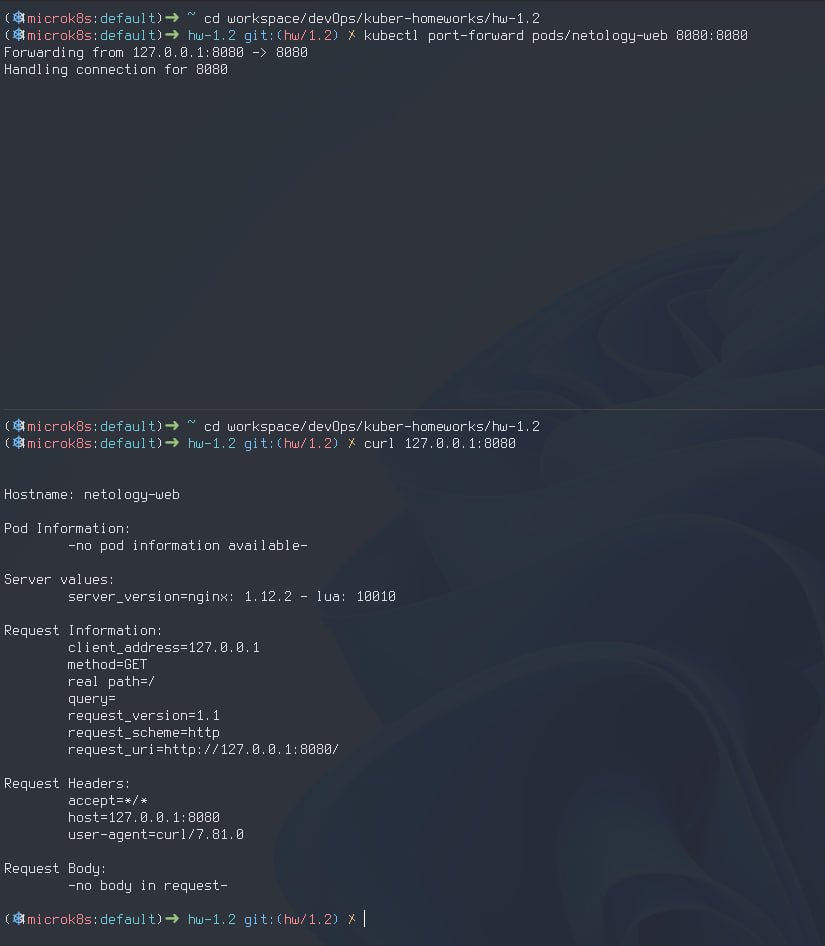 (⎈|microk8s:default)➜ ~ cd workspace/devOps/kuber-homeworks/hw-1.2
(⎈|microk8s:default)➜ hw-1.2 git:(hw/1.2) ✗ kubectl port-forward pods/netology-web 8080:8080
Forwarding from 127.0.0.1:8080 -> 8080
Handling connection for 8080
(⎈|microk8s:default)➜ ~ cd workspace/devOps/kuber-homeworks/hw-1.2
(⎈|microk8s:default)➜ hw-1.2 git:(hw/1.2) ✗ curl 127.0.0.1:8080
Hostname: netology-web
Pod Information:
-no pod information available-
Server values:
server_version=nginx: 1.12.2 - lua: 10010
Request Information:
client_address=127.0.0.1
method=GET
real path=/
query=
request_version=1.1
request_scheme=http
request_uri=http://127.0.0.1:8080/
Request Headers:
accept=*/*
host=127.0.0.1:8080
user-agent=curl/7.81.0
Request Body:
-no body in request-
(⎈|microk8s:default)➜ hw-1.2 git:(hw/1.2) ✗